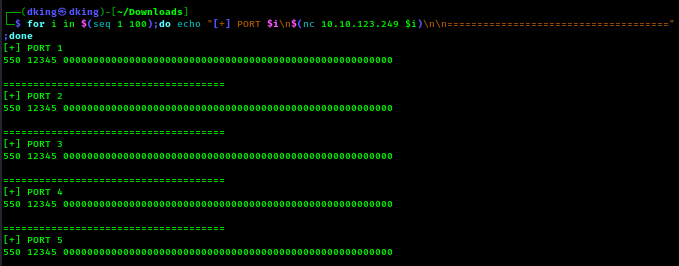 ┌──(dking㉿dking)-[~/Downloads]
└─$ for i in $(seq 1 100);do echo "[+] PORT $i\n$(nc 10.10.123.249 $i)\n\n====================================="
;done
[+] PORT 1
550 12345 0000000000000000000000000000000000000000000000000000000
=====================================
[+] PORT 2
550 12345 0000000000000000000000000000000000000000000000000000000
=====================================
[+] PORT 3
550 12345 0000000000000000000000000000000000000000000000000000000
=====================================
[+] PORT 4
550 12345 0000000000000000000000000000000000000000000000000000000
=====================================
[+] PORT 5
550 12345 0000000000000000000000000000000000000000000000000000000